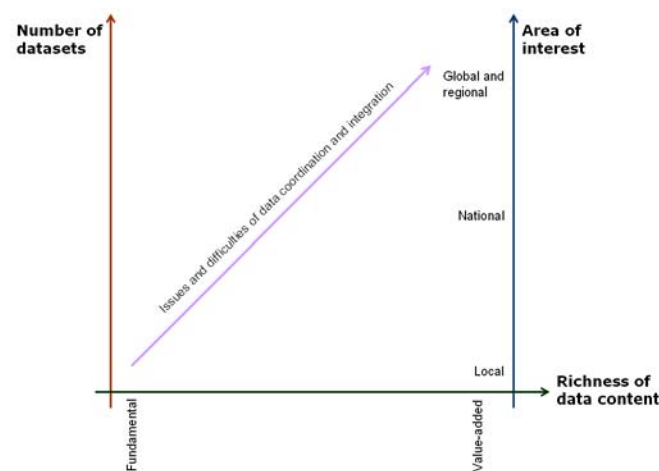 Number of
datasets
Area of
interest
Global and
regional
Issues and difficulties of data coordination and integration
National
Local
Richness of
data content
Fundamental
Value-added